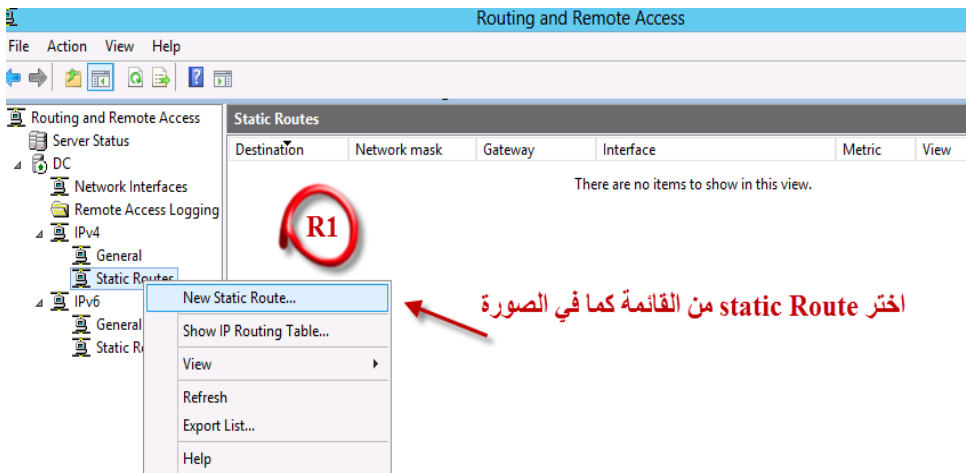 Routing and Remote Access
File Action View Help
Routing and Remote Access
Server Status
DC
Network Interfaces
Remote Access Logging
IPv4
General
Static Routes
IPv6
General
Static R
Static Routes
Destination Network mask Gateway Interface Metric View
There are no items to show in this view.
R1
New Static Route...
Show IP Routing Table...
View
Refresh
Export List...
Help
اختر static Route من القائمة كما في الصورة